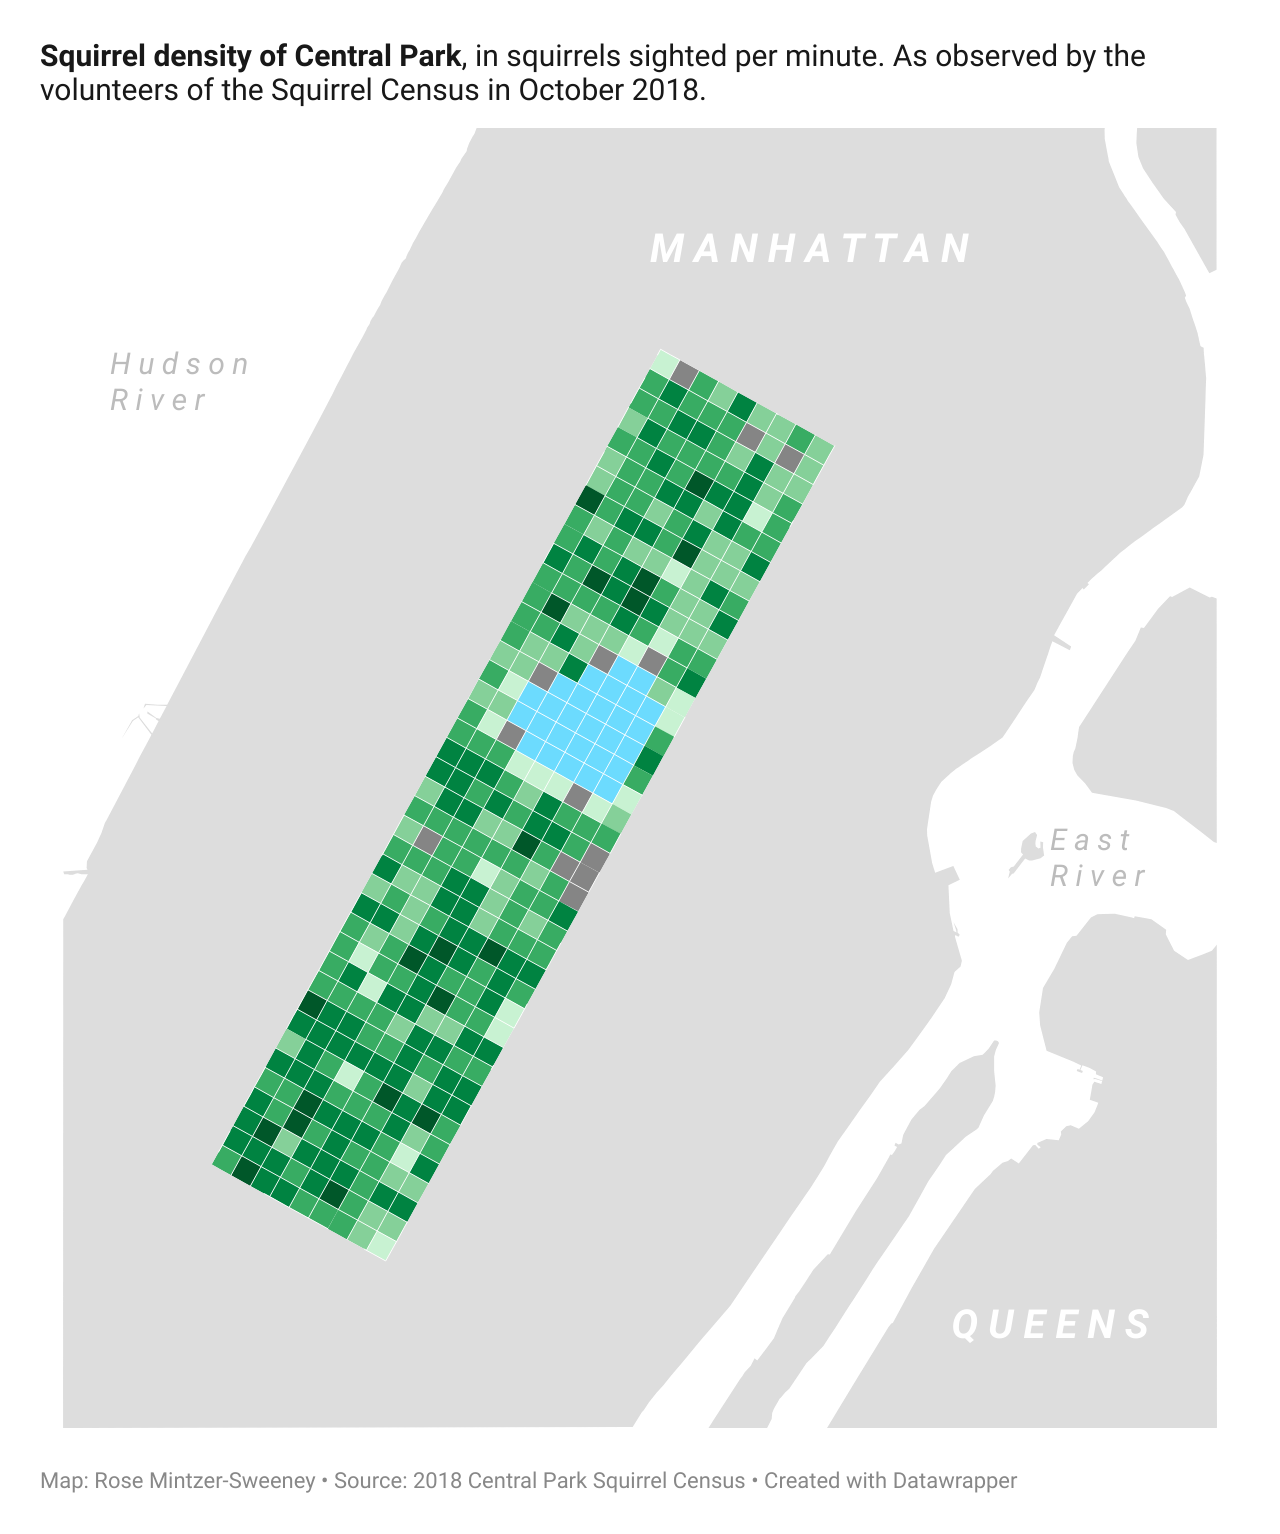 Squirrel density of Central Park, in squirrels sighted per minute. As observed by the
volunteers of the Squirrel Census in October 2018.
MANHATTAN
Hudson
River
East
River
QUEENS
Map: Rose Mintzer-Sweeney • Source: 2018 Central Park Squirrel Census • Created with Datawrapper